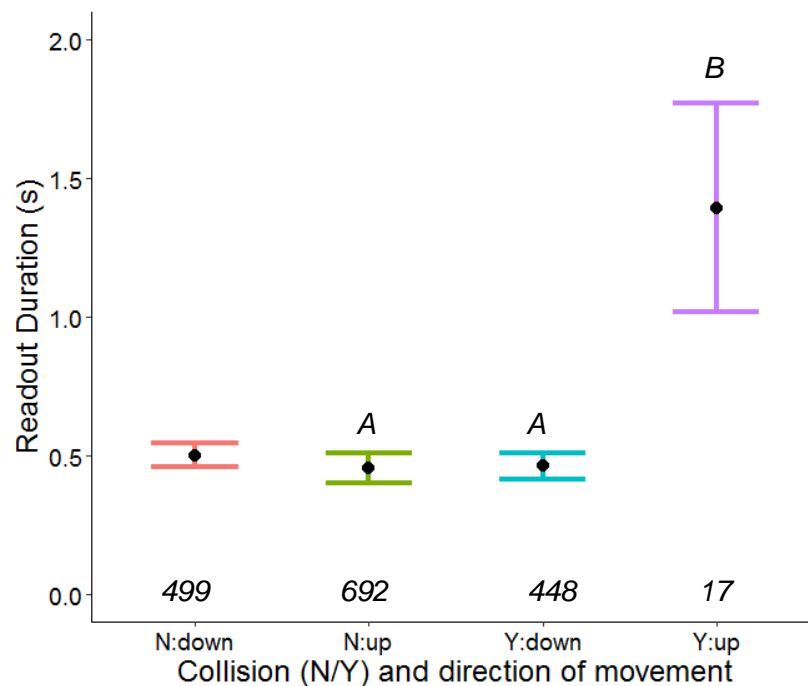 2.0
B
1.5
Readout Duration (s)
1.0
A A
0.5
0.0
499 692 448 17
N:down N:up Y:down Y:up
Collision (N/Y) and direction of movement